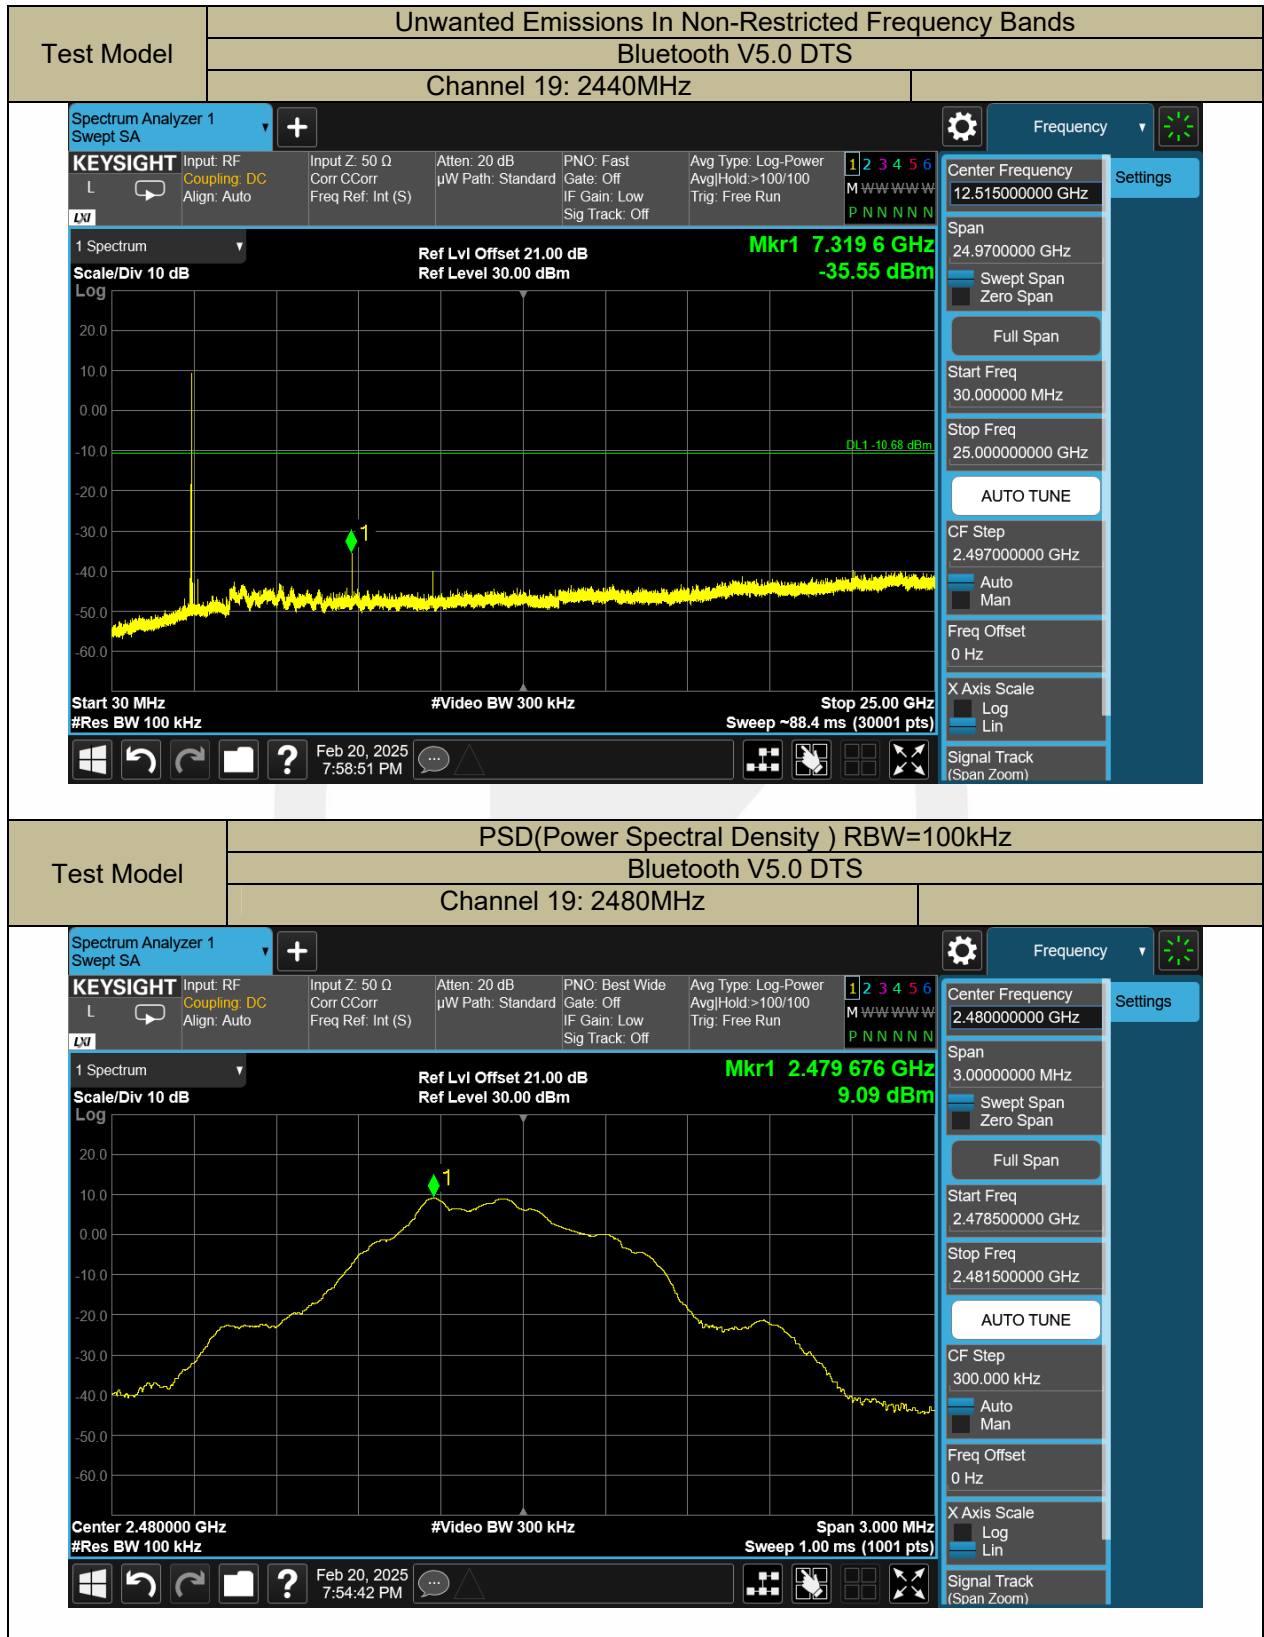 Test Model
Unwanted Emissions In Non-Restricted Frequency Bands
Bluetooth V5.0 DTS
Channel 19: 2440MHz
Spectrum Analyzer 1
Swept SA
Frequency
KEYSIGHT
L
LXI
Input: RF
Coupling: DC
Align: Auto
Input Z: 50 Ω
Corr CCorr
Freq Ref: Int (S)
Atten: 20 dB
µW Path: Standard
PNO: Fast
Gate: Off
IF Gain: Low
Sig Track: Off
Avg Type: Log-Power
Avg|Hold:>100/100
Trig: Free Run
1 2 3 4 5 6
M W W W W W
P N N N N N
1 Spectrum
Scale/Div 10 dB
Log
Ref Lvl Offset 21.00 dB
Ref Level 30.00 dBm
Mkr1 7.319 6 GHz
-35.55 dBm
20.0
10.0
0.00
-10.0
-20.0
-30.0
-40.0
-50.0
-60.0
DL1 -10.68 dBm
1
Start 30 MHz
#Res BW 100 kHz
#Video BW 300 kHz
Stop 25.00 GHz
Sweep ~88.4 ms (30001 pts)
Feb 20, 2025
7:58:51 PM
Center Frequency
12.515000000 GHz
Span
24.9700000 GHz
Swept Span
Zero Span
Full Span
Start Freq
30.000000 MHz
Stop Freq
25.000000000 GHz
AUTO TUNE
CF Step
2.497000000 GHz
Auto
Man
Freq Offset
0 Hz
X Axis Scale
Log
Lin
Signal Track
(Span Zoom)
Settings
Test Model
PSD(Power Spectral Density ) RBW=100kHz
Bluetooth V5.0 DTS
Channel 19: 2480MHz
Spectrum Analyzer 1
Swept SA
Frequency
KEYSIGHT
L
LXI
Input: RF
Coupling: DC
Align: Auto
Input Z: 50 Ω
Corr CCorr
Freq Ref: Int (S)
Atten: 20 dB
µW Path: Standard
PNO: Best Wide
Gate: Off
IF Gain: Low
Sig Track: Off
Avg Type: Log-Power
Avg|Hold:>100/100
Trig: Free Run
1 2 3 4 5 6
M W W W W W
P N N N N N
1 Spectrum
Scale/Div 10 dB
Log
Ref Lvl Offset 21.00 dB
Ref Level 30.00 dBm
Mkr1 2.479 676 GHz
9.09 dBm
20.0
10.0
0.00
-10.0
-20.0
-30.0
-40.0
-50.0
-60.0
1
Center 2.480000 GHz
#Res BW 100 kHz
#Video BW 300 kHz
Span 3.000 MHz
Sweep 1.00 ms (1001 pts)
Feb 20, 2025
7:54:42 PM
Center Frequency
2.480000000 GHz
Span
3.00000000 MHz
Swept Span
Zero Span
Full Span
Start Freq
2.478500000 GHz
Stop Freq
2.481500000 GHz
AUTO TUNE
CF Step
300.000 kHz
Auto
Man
Freq Offset
0 Hz
X Axis Scale
Log
Lin
Signal Track
(Span Zoom)
Settings